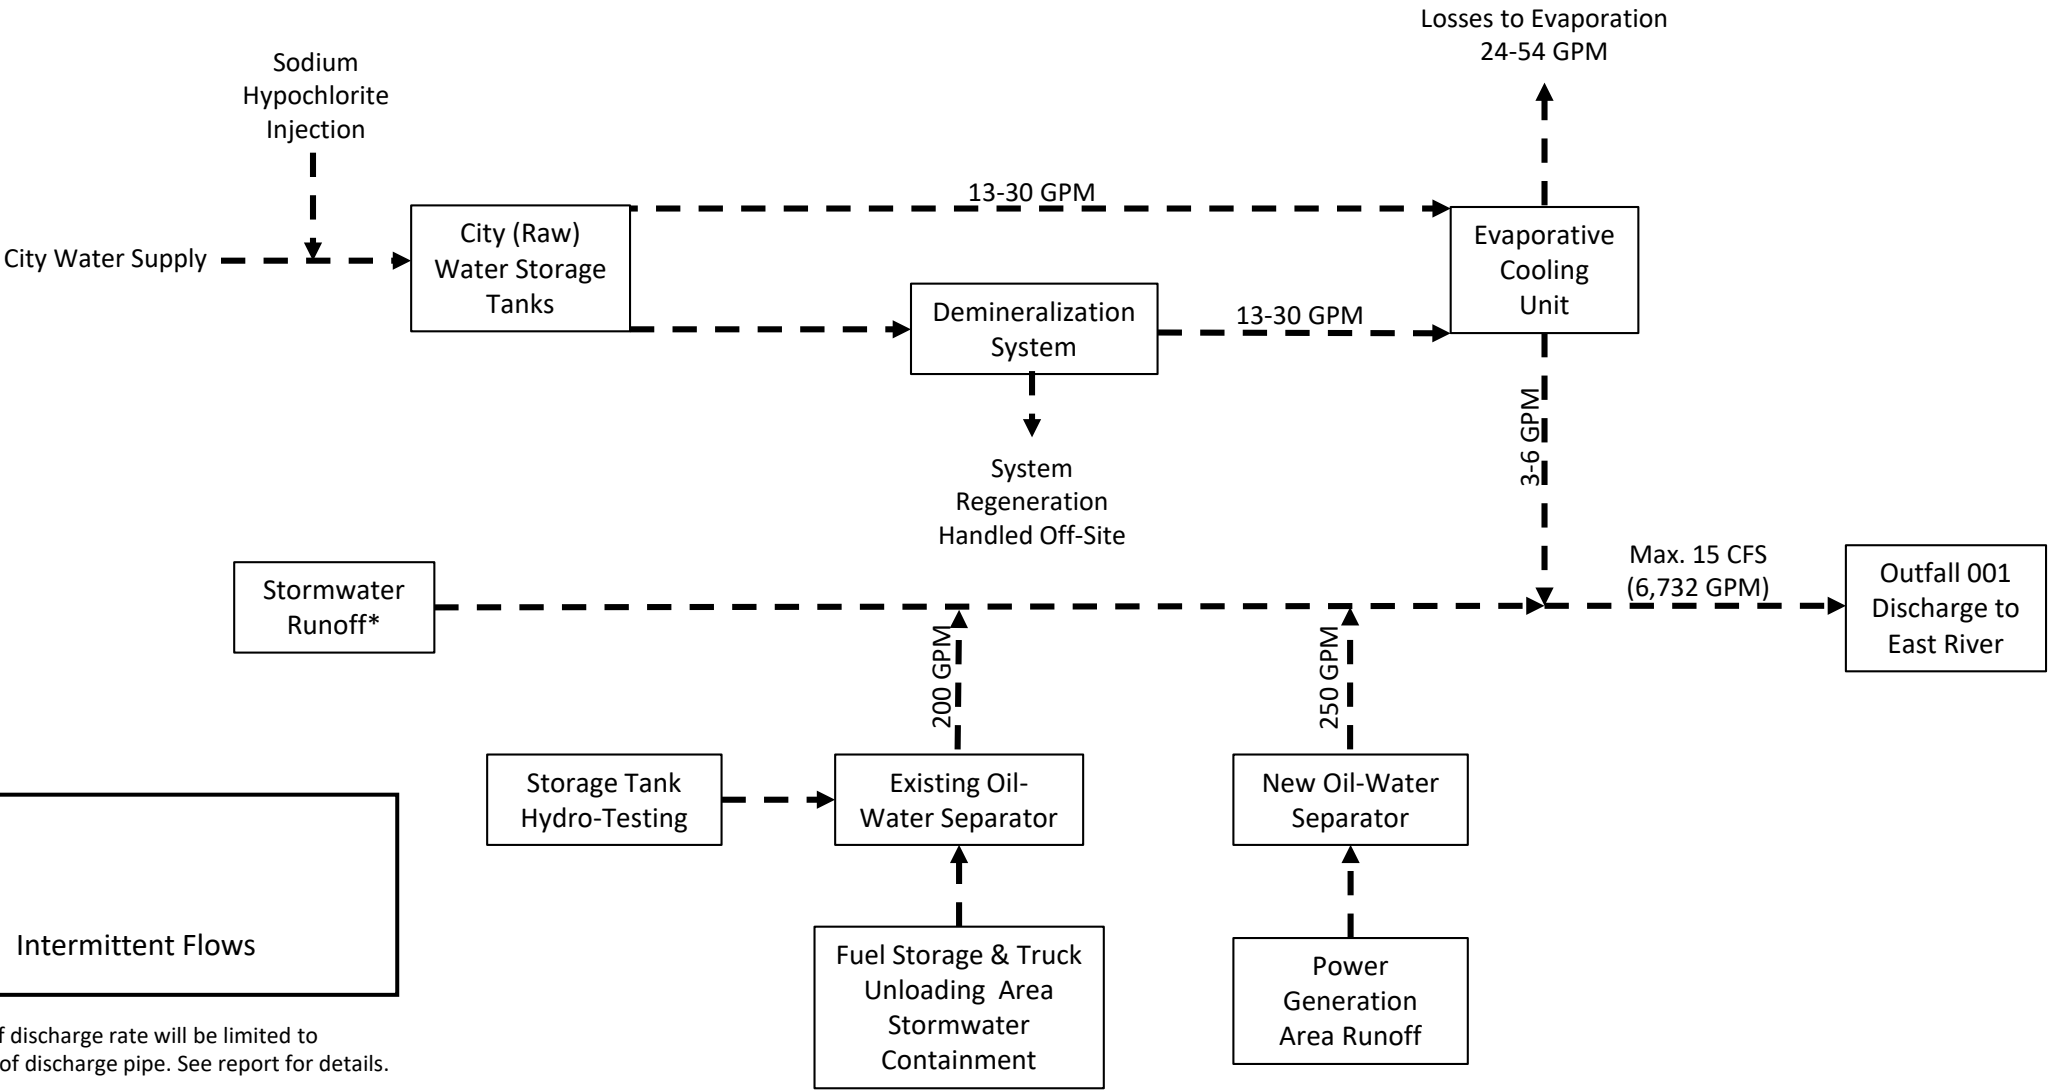 Losses to Evaporation
24-54 GPM
Sodium
Hypochlorite
Injection
13-30 GPM
City Water Supply
City (Raw)
Water Storage
Tanks
Evaporative
Cooling
Unit
Demineralization
System
13-30 GPM
3-6 GPM
System
Regeneration
Handled Off-Site
Stormwater
Runoff*
Max. 15 CFS
(6,732 GPM)
Outfall 001
Discharge to
East River
200 GPM
250 GPM
Storage Tank
Hydro-Testing
Existing Oil-
Water Separator
New Oil-Water
Separator
Intermittent Flows
Fuel Storage & Truck
Unloading Area
Stormwater
Containment
Power
Generation
Area Runoff
discharge rate will be limited to
of discharge pipe. See report for details.